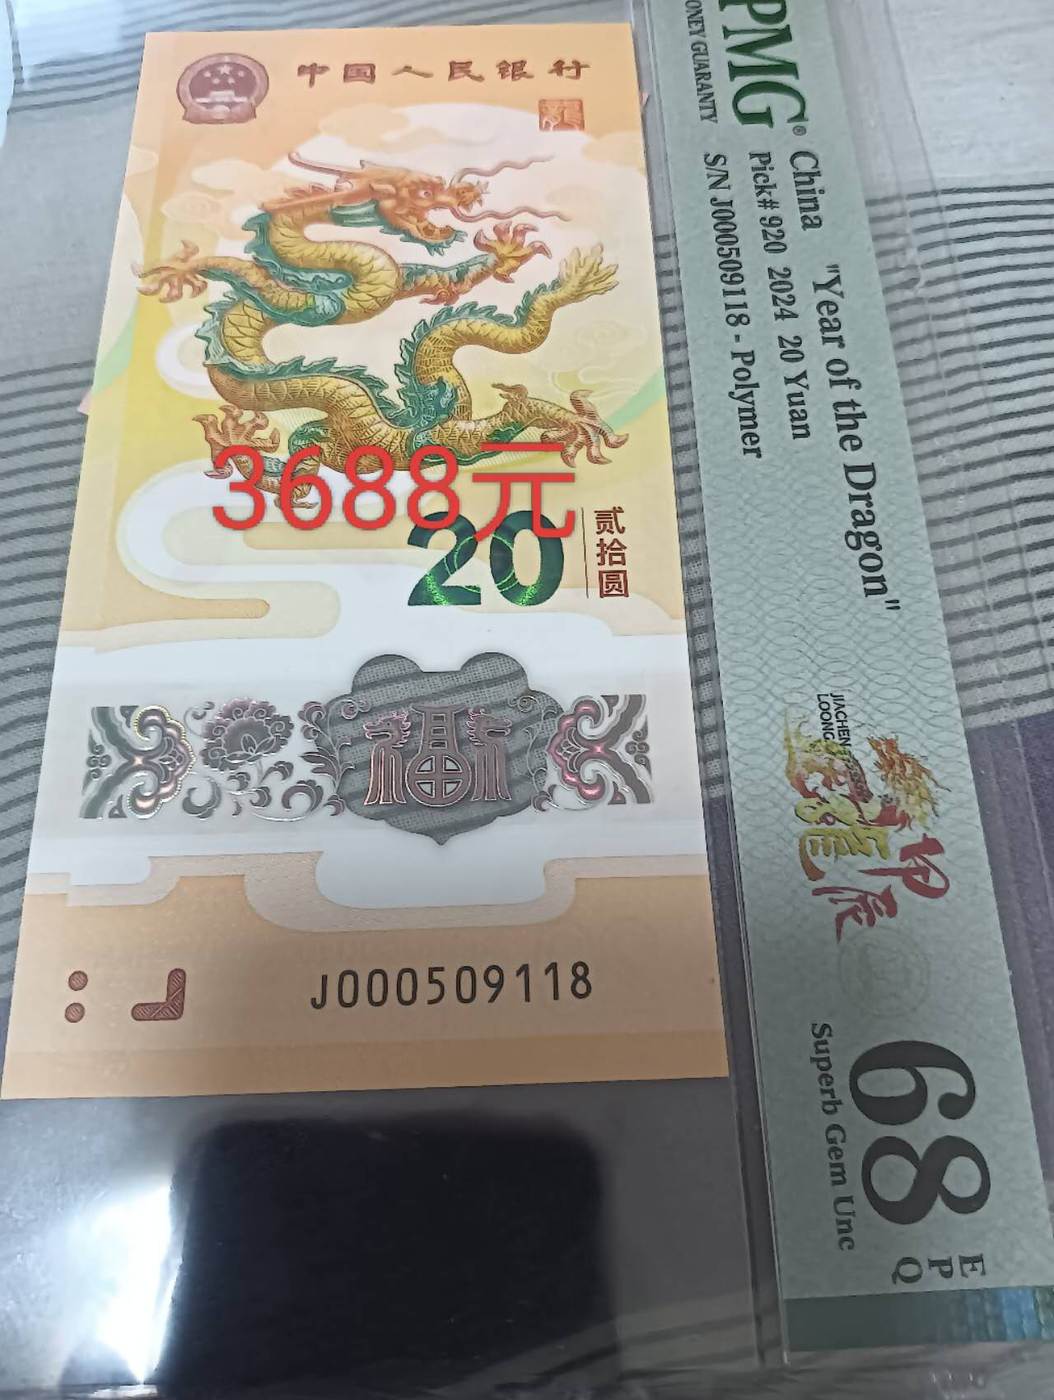 中国人民银行
龍
3688元
20
贰拾圆
福
J000509118
PMG®
MONEY GUARANTY
China "Year of the Dragon"
Pick# 920 2024 20 Yuan
S/N J000509118 - Polymer
JIACHEN
LOONG
甲辰
68
EPQ
Superb Gem Unc